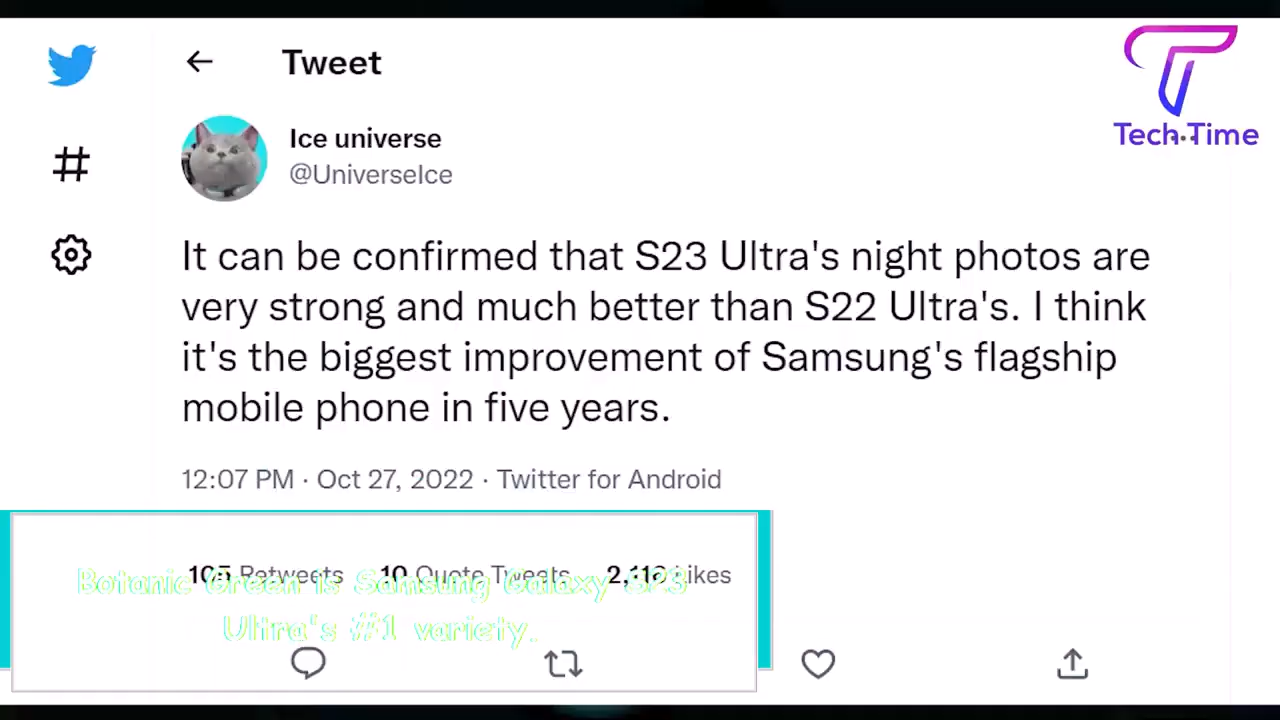 Tweet
Tech Time
Ice universe
@UniverseIce
It can be confirmed that S23 Ultra's night photos are
very strong and much better than S22 Ultra's. I think
it's the biggest improvement of Samsung's flagship
mobile phone in five years.
12:07 PM · Oct 27, 2022 · Twitter for Android
105 Retweets 10 Quote Tweets Likes
Botanic Green is Samsung Galaxy
Ultra's #1 variety.